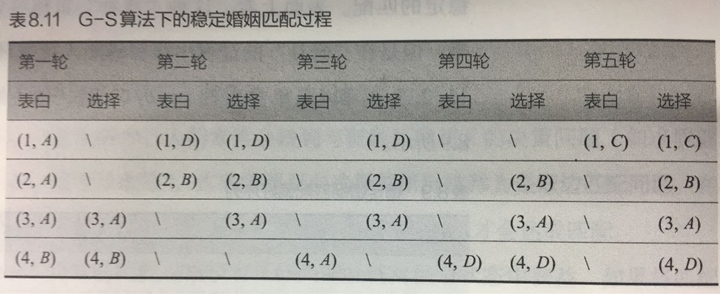 表8.11 G-S算法下的稳定婚姻匹配过程
第一轮 第二轮 第三轮 第四轮 第五轮
表白 选择 表白 选择 表白 选择 表白 选择 表白 选择
(1, A) \ (1, D) (1, D) \ (1, D) \ \ (1, C) (1, C)
(2, A) \ (2, B) (2, B) \ (2, B) \ (2, B) \ (2, B)
(3, A) (3, A) \ (3, A) \ (3, A) \ (3, A) \ (3, A)
(4, B) (4, B) \ \ (4, A) \ (4, D) (4, D) \ (4, D)